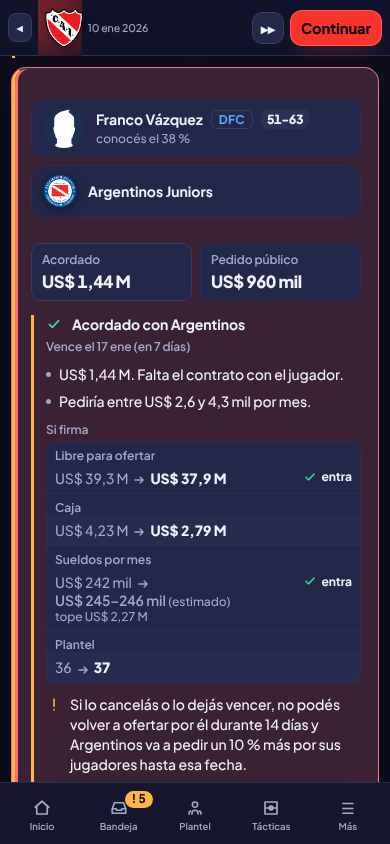 C.A.I.
10 ene 2026
Continuar
Franco Vázquez DFC 51–63
conocés el 38 %
Argentinos Juniors
Acordado
US$ 1,44 M
Pedido público
US$ 960 mil
Acordado con Argentinos
Vence el 17 ene (en 7 días)
• US$ 1,44 M. Falta el contrato con el jugador.
• Pediría entre US$ 2,6 y 4,3 mil por mes.
Si firma
Libre para ofertar
US$ 39,3 M → US$ 37,9 M ✓ entra
Caja
US$ 4,23 M → US$ 2,79 M
Sueldos por mes
US$ 242 mil → ✓ entra
US$ 245–246 mil (estimado)
tope US$ 2,27 M
Plantel
36 → 37
! Si lo cancelás o lo dejás vencer, no podés
volver a ofertar por él durante 14 días y
Argentinos va a pedir un 10 % más por sus
jugadores hasta esa fecha.
! 5
Inicio
Bandeja
Plantel
Tácticas
Más